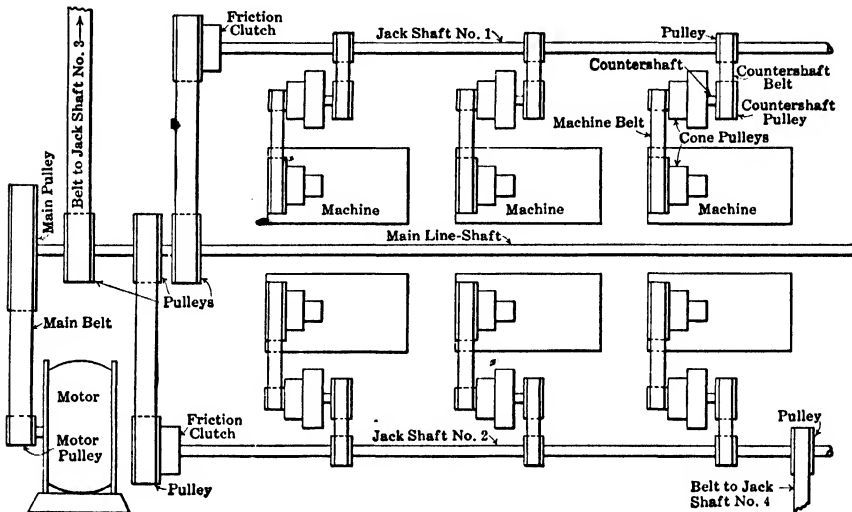 Friction
Clutch
Jack Shaft No. 1
Pulley
Countershaft
Countershaft
Belt
Countershaft
Pulley
Machine Belt
Cone Pulleys
Belt to Jack Shaft No. 3
Main Pulley
Machine
Machine
Machine
Main Line-Shaft
Pulleys
Main Belt
Motor
Motor
Pulley
Friction
Clutch
Jack Shaft No. 2
Pulley
Pulley
Belt to Jack
Shaft No. 4